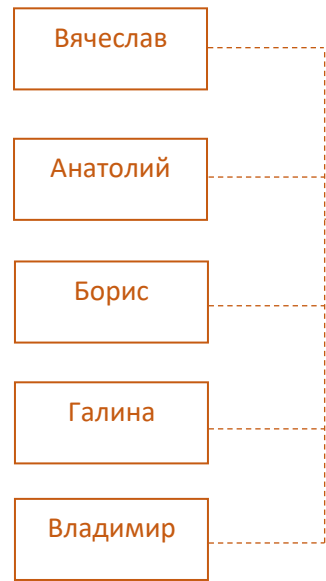 Вячеслав
Анатолий
Борис
Галина
Владимир